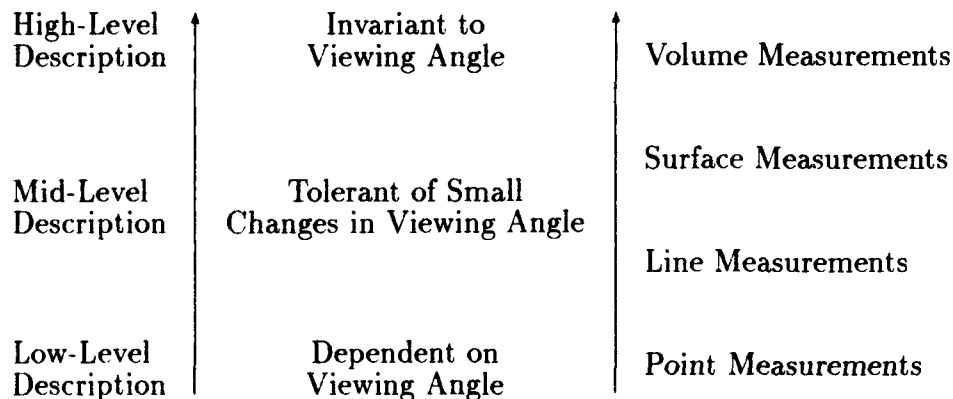 High-Level
Description
Invariant to
Viewing Angle
Volume Measurements
Surface Measurements
Mid-Level
Description
Tolerant of Small
Changes in Viewing Angle
Line Measurements
Low-Level
Description
Dependent on
Viewing Angle
Point Measurements